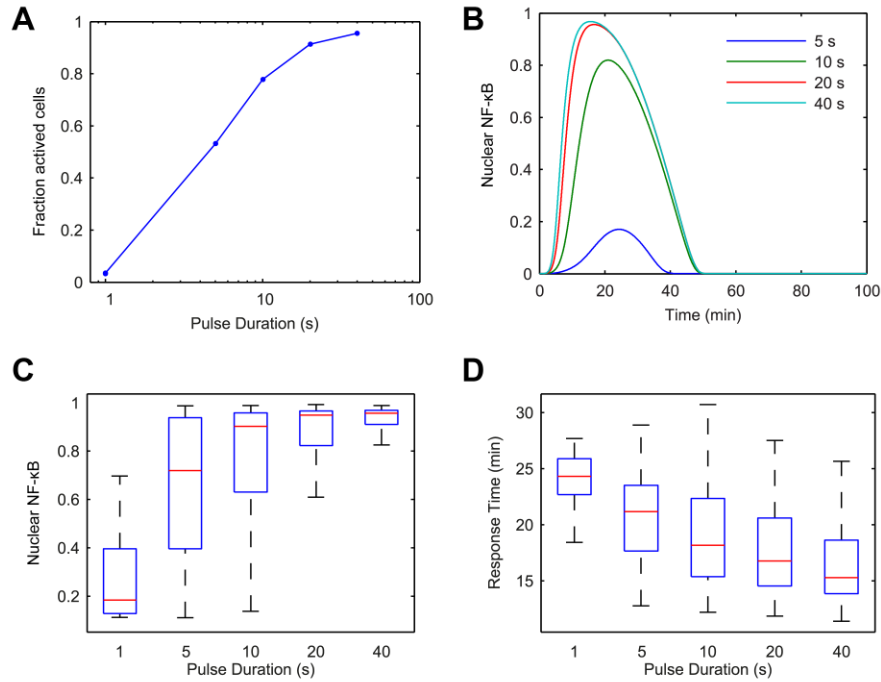 A
Fraction actived cells
1
0.8
0.6
0.4
0.2
0
1
10
100
Pulse Duration (s)
B
Nuclear NF-κB
1
0.8
0.6
0.4
0.2
0
0
20
40
60
80
100
Time (min)
5 s
10 s
20 s
40 s
C
Nuclear NF-κB
1
0.8
0.6
0.4
0.2
1
5
10
20
40
Pulse Duration (s)
D
Response Time (min)
30
25
20
15
1
5
10
20
40
Pulse Duration (s)